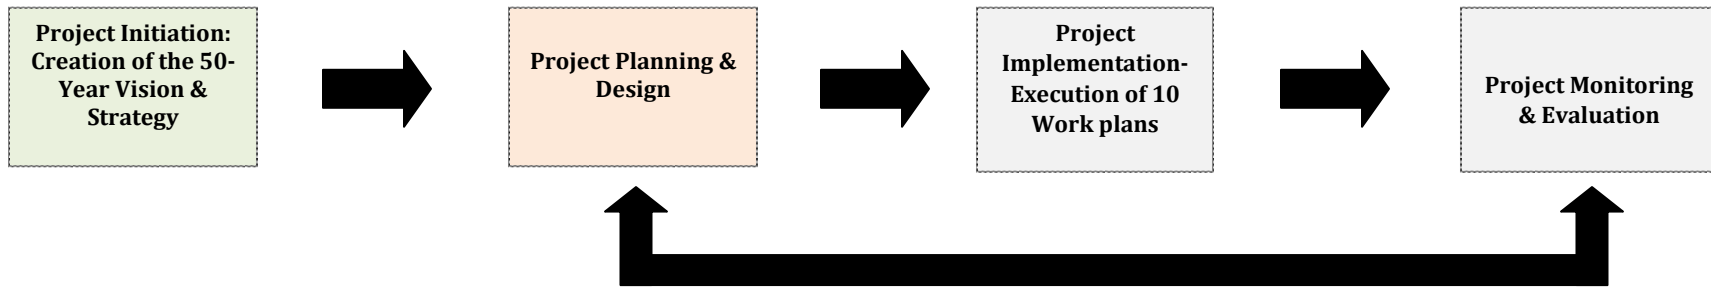 Project Initiation:
Creation of the 50-
Year Vision &
Strategy
Project Planning &
Design
Project
Implementation-
Execution of 10
Work plans
Project Monitoring
& Evaluation